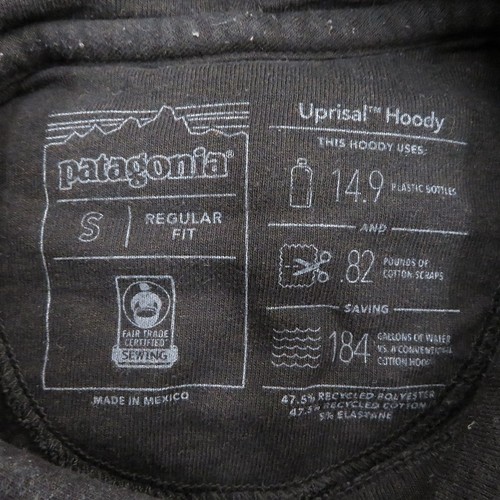 patagonia®
S
REGULAR
FIT
FAIR TRADE
CERTIFIED™
SEWING
MADE IN MEXICO
Uprisal™ Hoody
THIS HOODY USES:
14.9 PLASTIC BOTTLES
AND
.82 POUNDS OF
COTTON SCRAPS
SAVING
184 GALLONS OF WATER
VS. A CONVENTIONAL
COTTON HOODY
47.5% RECYCLED POLYESTER
47.5% RECYCLED COTTON
5% ELASTANE